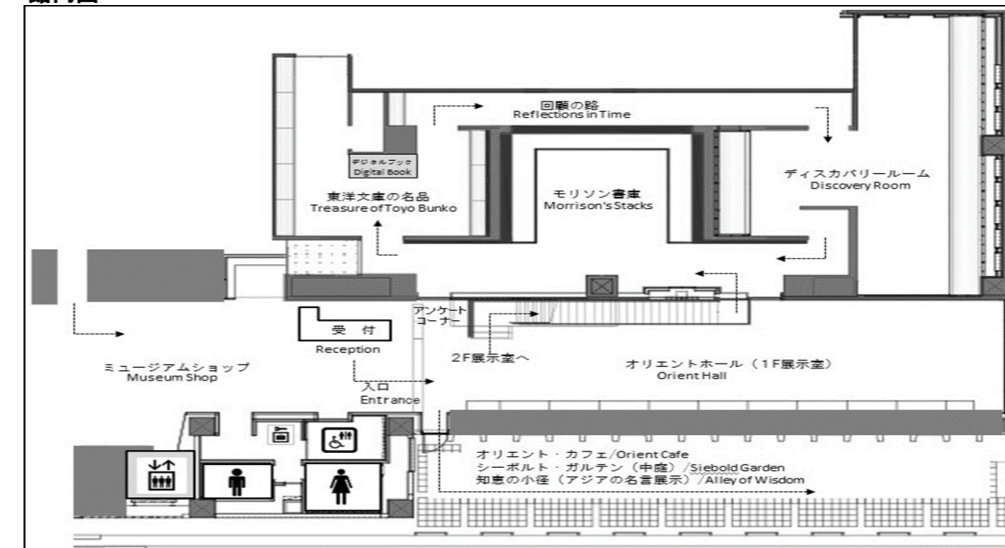 回顧の路
Reflections in Time
デジタルブック
Digital Book
東洋文庫の名品
Treasure of Toyo Bunko
モリソン書庫
Morrison's Stacks
ディスカバリールーム
Discovery Room
アンケート
コーナー
受 付
Reception
2F展示室へ
ミュージアムショップ
Museum Shop
オリエントホール（1F展示室）
Orient Hall
入口
Entrance
オリエント・カフェ/Orient Cafe
シーボルト・ガルテン（中庭）/Siebold Garden
知恵の小径（アジアの名言展示）/Alley of Wisdom